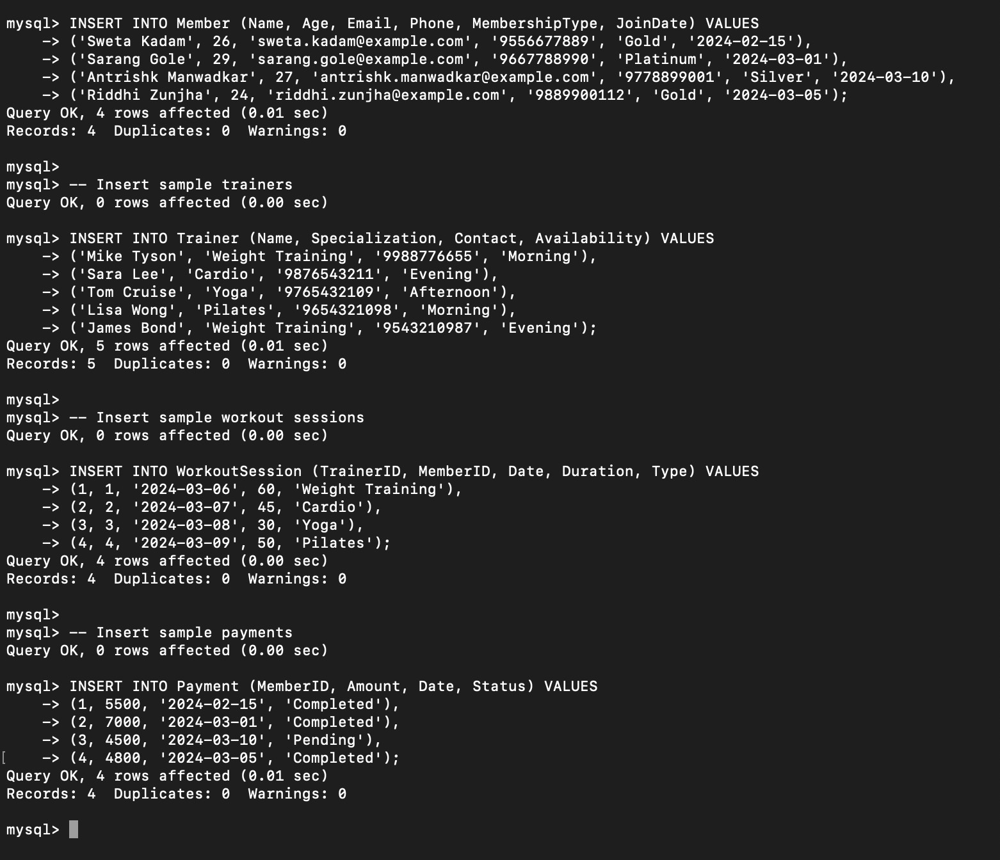 mysql> INSERT INTO Member (Name, Age, Email, Phone, MembershipType, JoinDate) VALUES
    -> ('Sweta Kadam', 26, 'sweta.kadam@example.com', '9556677889', 'Gold', '2024-02-15'),
    -> ('Sarang Gole', 29, 'sarang.gole@example.com', '9667788990', 'Platinum', '2024-03-01'),
    -> ('Antrishk Manwadkar', 27, 'antrishk.manwadkar@example.com', '9778899001', 'Silver', '2024-03-10'),
    -> ('Riddhi Zunjha', 24, 'riddhi.zunjha@example.com', '9889900112', 'Gold', '2024-03-05');
Query OK, 4 rows affected (0.01 sec)
Records: 4  Duplicates: 0  Warnings: 0

mysql>
mysql> -- Insert sample trainers
Query OK, 0 rows affected (0.00 sec)

mysql> INSERT INTO Trainer (Name, Specialization, Contact, Availability) VALUES
    -> ('Mike Tyson', 'Weight Training', '9988776655', 'Morning'),
    -> ('Sara Lee', 'Cardio', '9876543211', 'Evening'),
    -> ('Tom Cruise', 'Yoga', '9765432109', 'Afternoon'),
    -> ('Lisa Wong', 'Pilates', '9654321098', 'Morning'),
    -> ('James Bond', 'Weight Training', '9543210987', 'Evening');
Query OK, 5 rows affected (0.01 sec)
Records: 5  Duplicates: 0  Warnings: 0

mysql>
mysql> -- Insert sample workout sessions
Query OK, 0 rows affected (0.00 sec)

mysql> INSERT INTO WorkoutSession (TrainerID, MemberID, Date, Duration, Type) VALUES
    -> (1, 1, '2024-03-06', 60, 'Weight Training'),
    -> (2, 2, '2024-03-07', 45, 'Cardio'),
    -> (3, 3, '2024-03-08', 30, 'Yoga'),
    -> (4, 4, '2024-03-09', 50, 'Pilates');
Query OK, 4 rows affected (0.00 sec)
Records: 4  Duplicates: 0  Warnings: 0

mysql>
mysql> -- Insert sample payments
Query OK, 0 rows affected (0.00 sec)

mysql> INSERT INTO Payment (MemberID, Amount, Date, Status) VALUES
    -> (1, 5500, '2024-02-15', 'Completed'),
    -> (2, 7000, '2024-03-01', 'Completed'),
    -> (3, 4500, '2024-03-10', 'Pending'),
[    -> (4, 4800, '2024-03-05', 'Completed');
Query OK, 4 rows affected (0.01 sec)
Records: 4  Duplicates: 0  Warnings: 0

mysql>